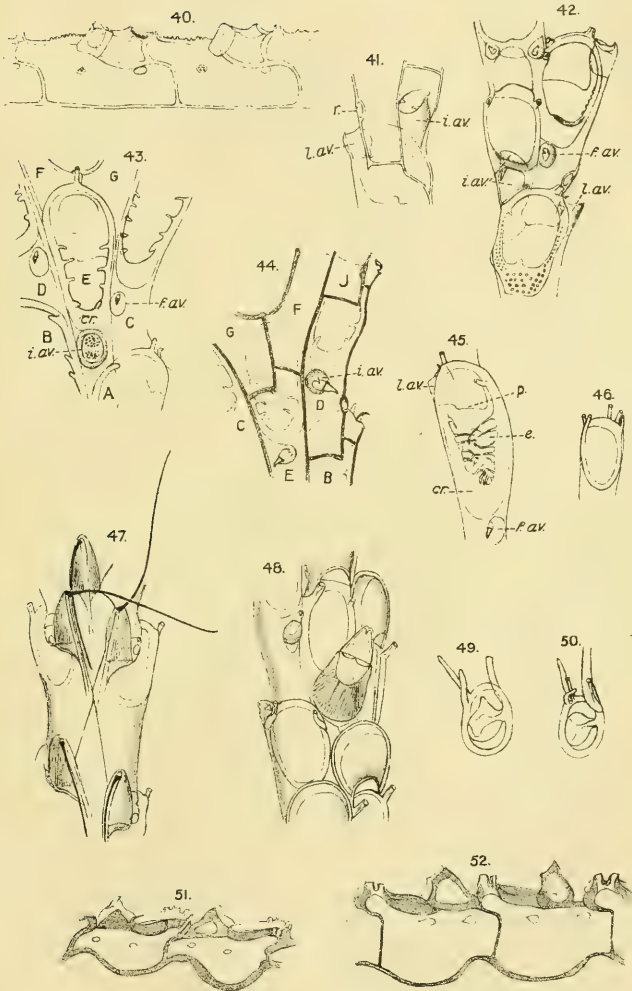 40.
41.
r.
l.av.
i.av.
42.
f.av.
i.av.
l.av.
43.
F
G
E
D
f.av.
cr.
C
B
i.av.
A
44.
J
F
G
i.av.
D
C
E
B
45.
l.av.
p.
e.
cr.
f.av.
46.
47.
48.
49.
50.
51.
52.